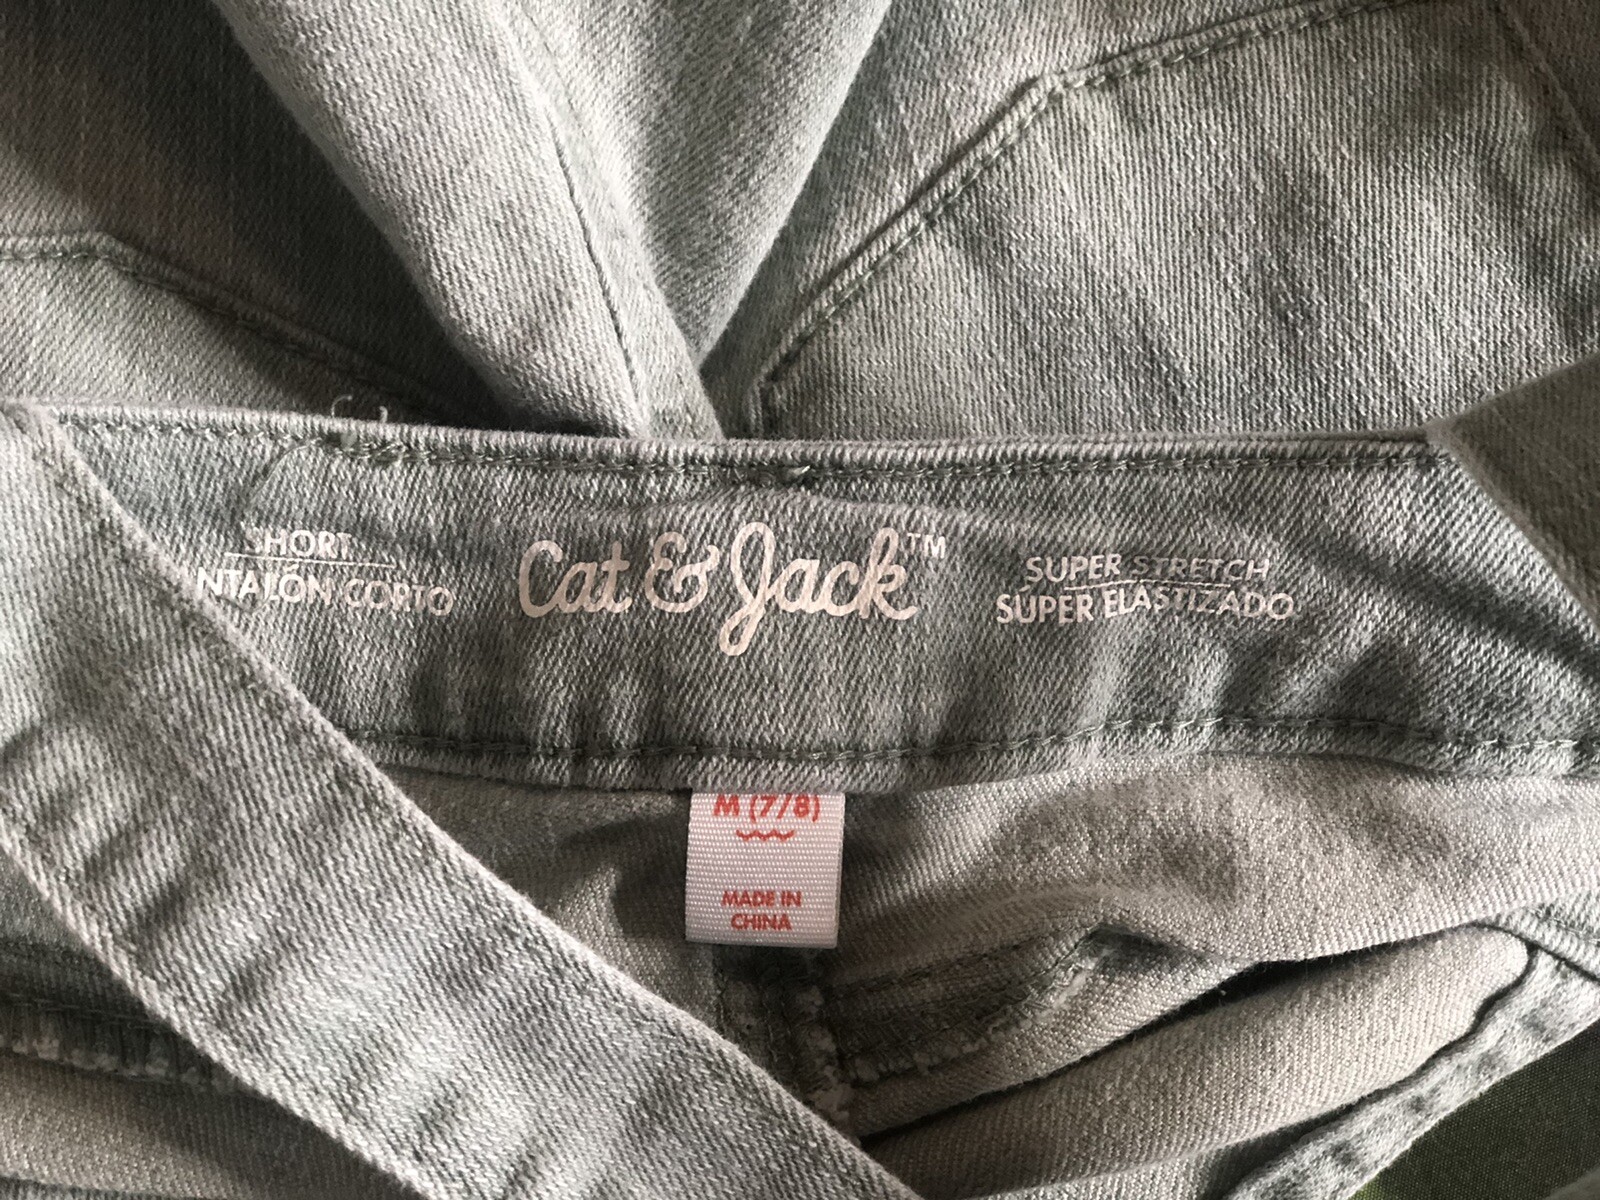 SHORT
NTALÓN CORTO
Cat & Jack™
SUPER STRETCH
SÚPER ELASTIZADO
M (7/8)
MADE IN
CHINA